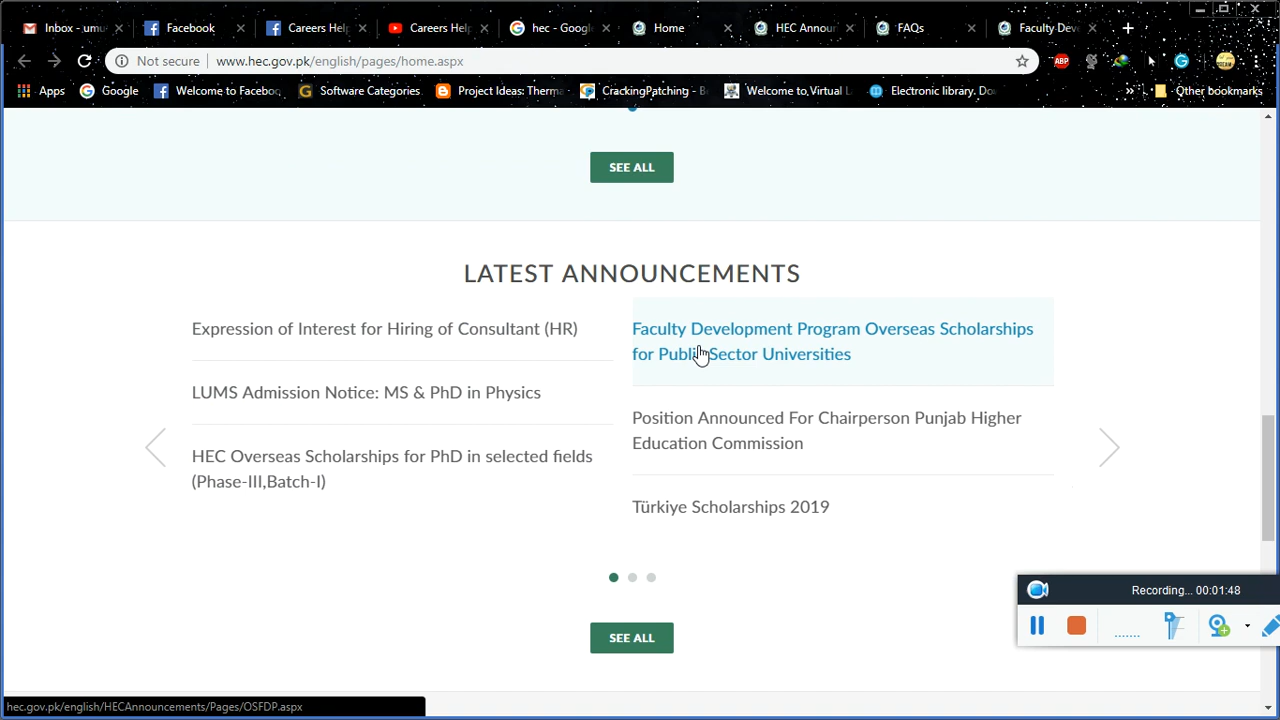 Inbox - umu
Facebook
Careers Help
Careers Help
hec - Google
Home
HEC Announ
FAQs
Faculty Deve
Not secure
www.hec.gov.pk/english/pages/home.aspx
ABP
Apps
Google
Welcome to Faceboo
Software Categories
Project Ideas: Therma
CrackingPatching - B
Welcome to Virtual L
Electronic library. Do
Other bookmarks
SEE ALL
LATEST ANNOUNCEMENTS
Expression of Interest for Hiring of Consultant (HR)
LUMS Admission Notice: MS & PhD in Physics
HEC Overseas Scholarships for PhD in selected fields
(Phase-III,Batch-I)
Faculty Development Program Overseas Scholarships
for Public Sector Universities
Position Announced For Chairperson Punjab Higher
Education Commission
Türkiye Scholarships 2019
Recording... 00:01:48
SEE ALL
hec.gov.pk/english/HECAnnouncements/Pages/OSFDP.aspx